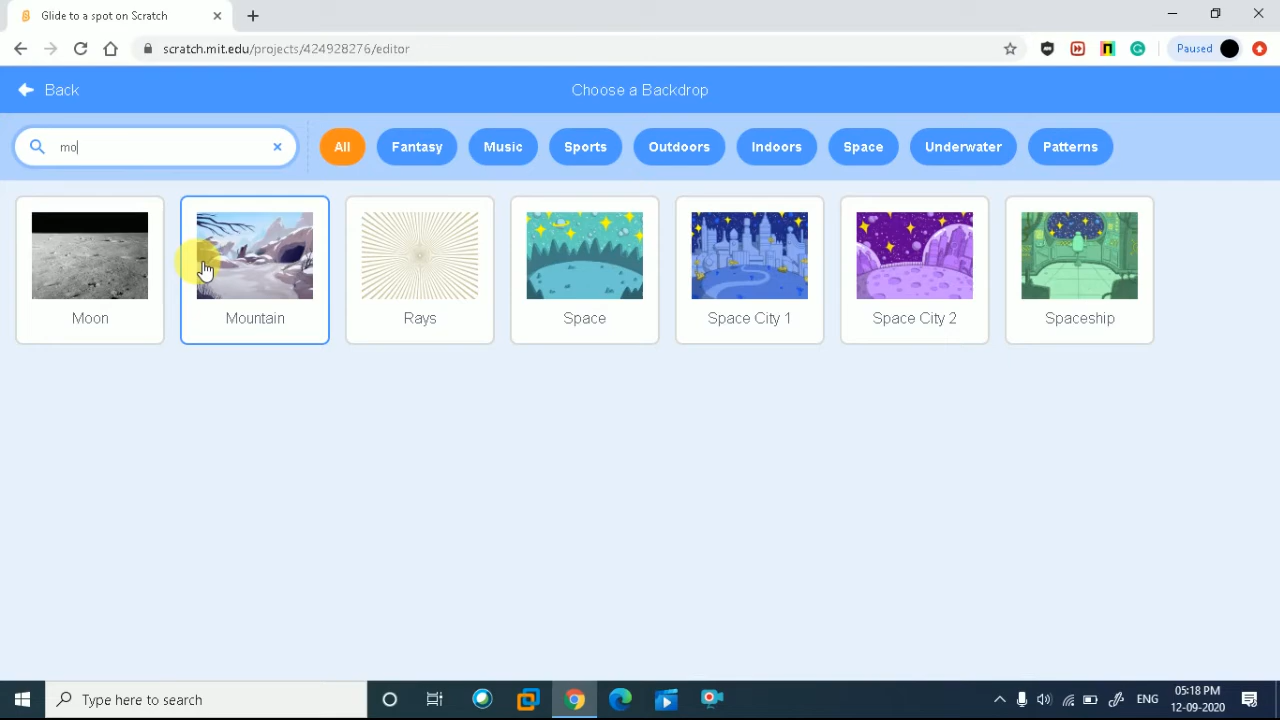 Glide to a spot on Scratch
scratch.mit.edu/projects/424928276/editor
Paused
Back
Choose a Backdrop
mo
All
Fantasy
Music
Sports
Outdoors
Indoors
Space
Underwater
Patterns
Moon
Mountain
Rays
Space
Space City 1
Space City 2
Spaceship
Type here to search
ENG
05:18 PM
12-09-2020